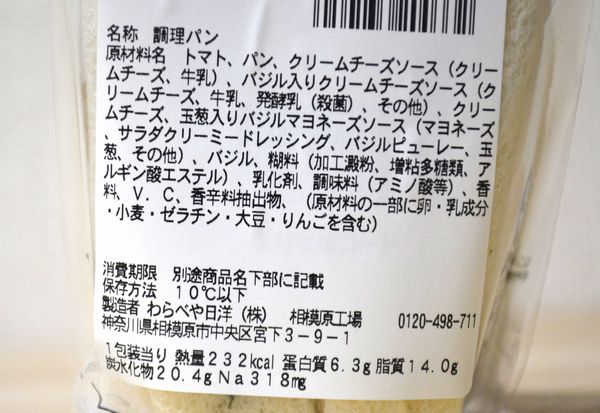 名称　調理パン
原材料名　トマト、パン、クリームチーズソース（クリー
ムチーズ、牛乳）、バジル入りクリームチーズソース（ク
リームチーズ、牛乳、発酵乳（殺菌）、その他）、クリー
ムチーズ、玉葱入りバジルマヨネーズソース（マヨネーズ
、サラダクリーミードレッシング、バジルピューレー、玉
葱、その他）、バジル、糊料（加工澱粉、増粘多糖類、ア
ルギン酸エステル）、乳化剤、調味料（アミノ酸等）、香
料、Ｖ．Ｃ、香辛料抽出物、（原材料の一部に卵・乳成分
・小麦・ゼラチン・大豆・りんごを含む）
消費期限　別途商品名下部に記載
保存方法　１０℃以下
製造者 わらべや日洋（株）　相模原工場　0120-498-711
神奈川県相模原市中央区宮下３－９－１
１包装当り 熱量２３２kcal 蛋白質６.３g 脂質１４.０g
炭水化物２０.４g Ｎａ３１８mg